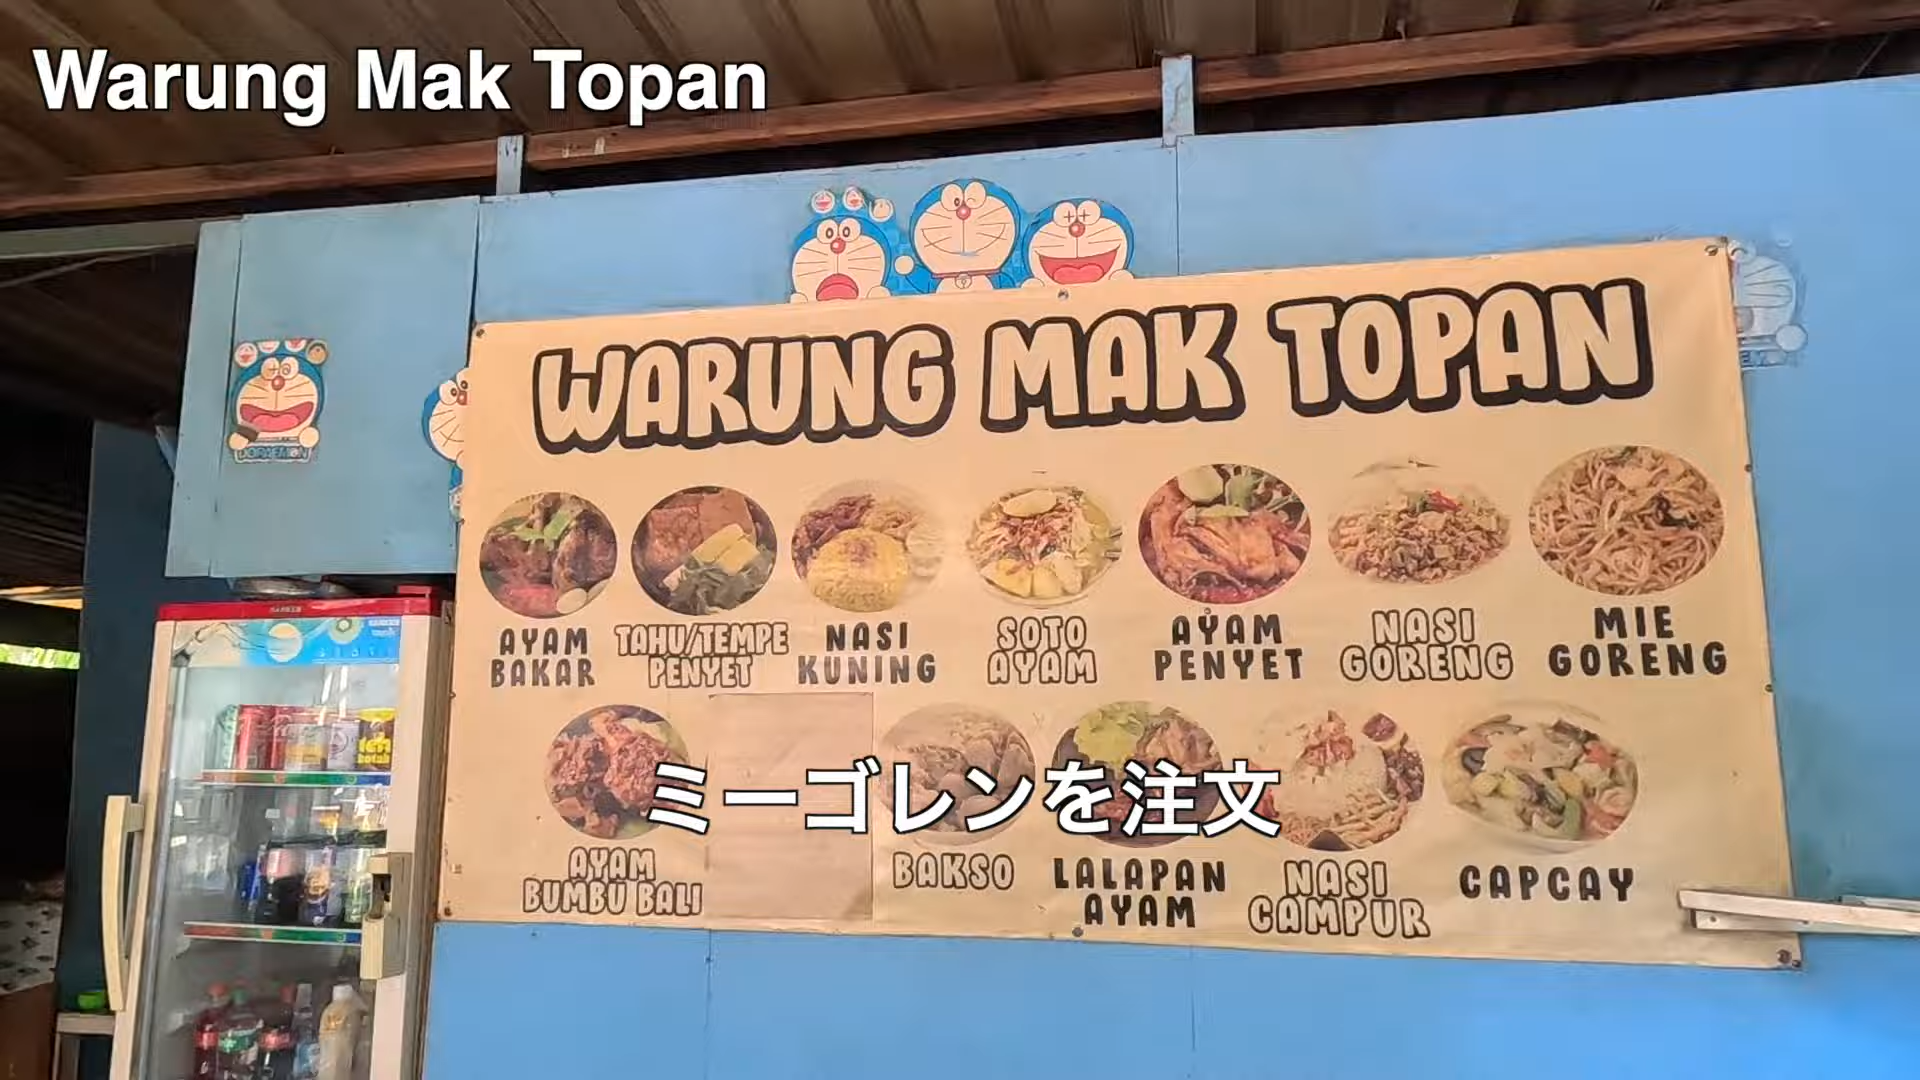 Warung Mak Topan
WARUNG MAK TOPAN
AYAM
BAKAR
TAHU/TEMPE
PENYET
NASI
KUNING
SOTO
AYAM
AYAM
PENYET
NASI
GORENG
MIE
GORENG
ミーゴレンを注文
AYAM
BUMBU BALI
BAKSO
LALAPAN
AYAM
NASI
CAMPUR
CAPCAY
DORAEMON